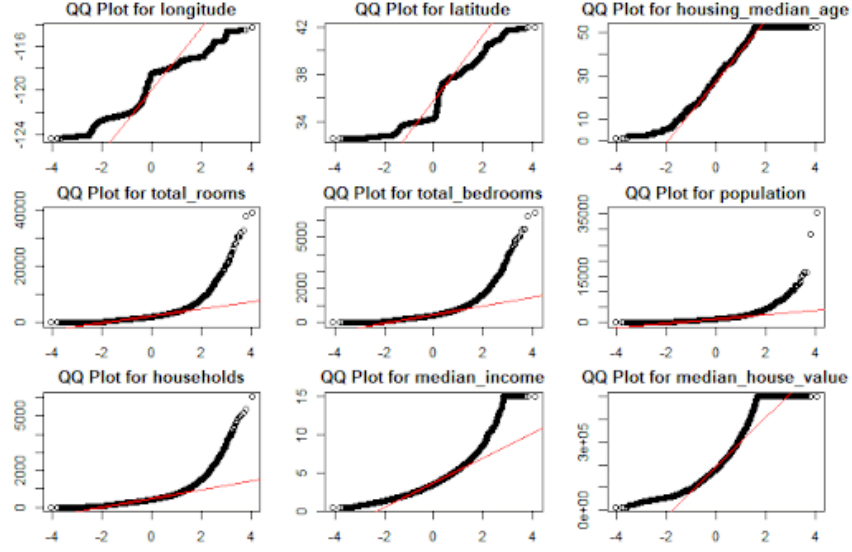 QQ Plot for longitude
-116
-120
-124
-4 -2 0 2 4
QQ Plot for latitude
42
38
34
-4 -2 0 2 4
QQ Plot for housing_median_age
50
30
10
0
-4 -2 0 2 4
QQ Plot for total_rooms
40000
20000
0
-4 -2 0 2 4
QQ Plot for total_bedrooms
5000
2000
0
-4 -2 0 2 4
QQ Plot for population
35000
15000
0
-4 -2 0 2 4
QQ Plot for households
5000
2000
0
-4 -2 0 2 4
QQ Plot for median_income
15
10
5
0
-4 -2 0 2 4
QQ Plot for median_house_value
3e+05
0e+00
-4 -2 0 2 4